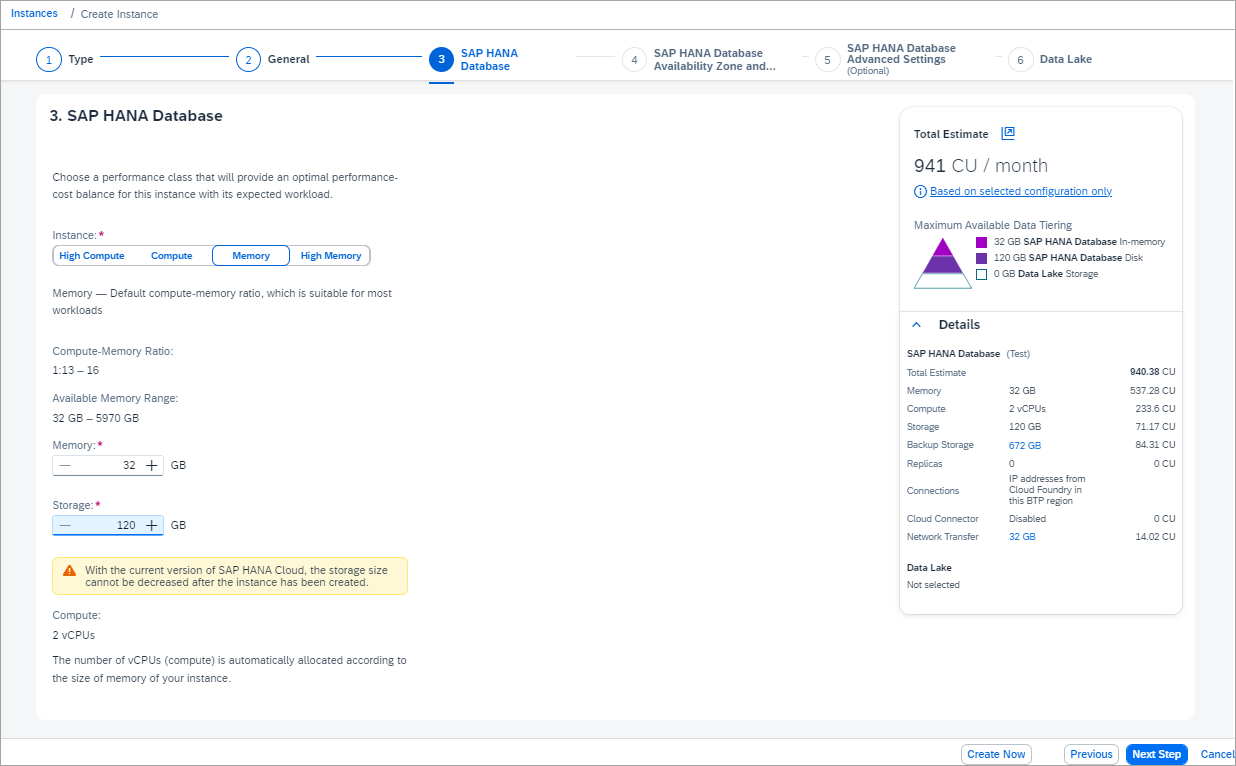 Instances / Create Instance
1 Type
2 General
3 SAP HANA
Database
4 SAP HANA Database
Availability Zone and...
5 SAP HANA Database
Advanced Settings
(Optional)
6 Data Lake
3. SAP HANA Database
Choose a performance class that will provide an optimal performance-
cost balance for this instance with its expected workload.
Instance:*
High Compute Compute Memory High Memory
Memory — Default compute-memory ratio, which is suitable for most
workloads
Compute-Memory Ratio:
1:13 – 16
Available Memory Range:
32 GB – 5970 GB
Memory:*
— 32 + GB
Storage:*
— 120 + GB
With the current version of SAP HANA Cloud, the storage size
cannot be decreased after the instance has been created.
Compute:
2 vCPUs
The number of vCPUs (compute) is automatically allocated according to
the size of memory of your instance.
Total Estimate
941 CU / month
Based on selected configuration only
Maximum Available Data Tiering
32 GB SAP HANA Database In-memory
120 GB SAP HANA Database Disk
0 GB Data Lake Storage
Details
SAP HANA Database (Test)
Total Estimate 940.38 CU
Memory 32 GB 537.28 CU
Compute 2 vCPUs 233.6 CU
Storage 120 GB 71.17 CU
Backup Storage 672 GB 84.31 CU
Replicas 0 0 CU
Connections IP addresses from
Cloud Foundry in
this BTP region
Cloud Connector Disabled 0 CU
Network Transfer 32 GB 14.02 CU
Data Lake
Not selected
Create Now Previous Next Step Cancel